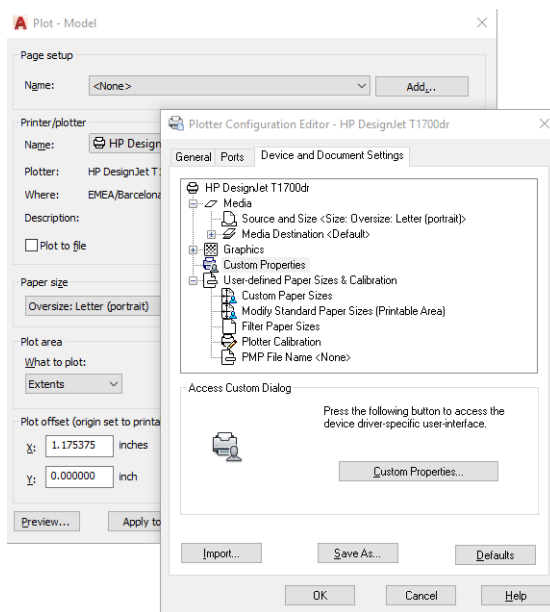 Plot - Model
Page setup
Name:
<None>
Add...
Printer/plotter
Name:
HP Design
Plotter:
HP DesignJet T1
Where:
EMEA/Barcelona
Description:
Plot to file
Paper size
Oversize: Letter (portrait)
Plot area
What to plot:
Extents
Plot offset (origin set to printa
X:
1.175375
inches
Y:
0.000000
inch
Preview...
Apply to
Plotter Configuration Editor - HP DesignJet T1700dr
General
Ports
Device and Document Settings
HP DesignJet T1700dr
Media
Source and Size <Size: Oversize: Letter (portrait)>
Media Destination <Default>
Graphics
Custom Properties
User-defined Paper Sizes & Calibration
Custom Paper Sizes
Modify Standard Paper Sizes (Printable Area)
Filter Paper Sizes
Plotter Calibration
PMP File Name <None>
Access Custom Dialog
Press the following button to access the
device driver-specific user-interface.
Custom Properties...
Import...
Save As...
Defaults
OK
Cancel
Help